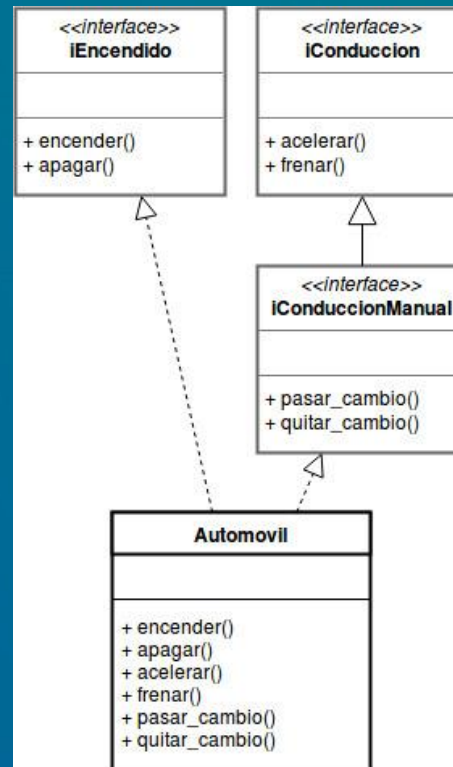 <<interface>>
iEncendido
+ encender()
+ apagar()
<<interface>>
iConduccion
+ acelerar()
+ frenar()
<<interface>>
iConduccionManual
+ pasar_cambio()
+ quitar_cambio()
Automovil
+ encender()
+ apagar()
+ acelerar()
+ frenar()
+ pasar_cambio()
+ quitar_cambio()